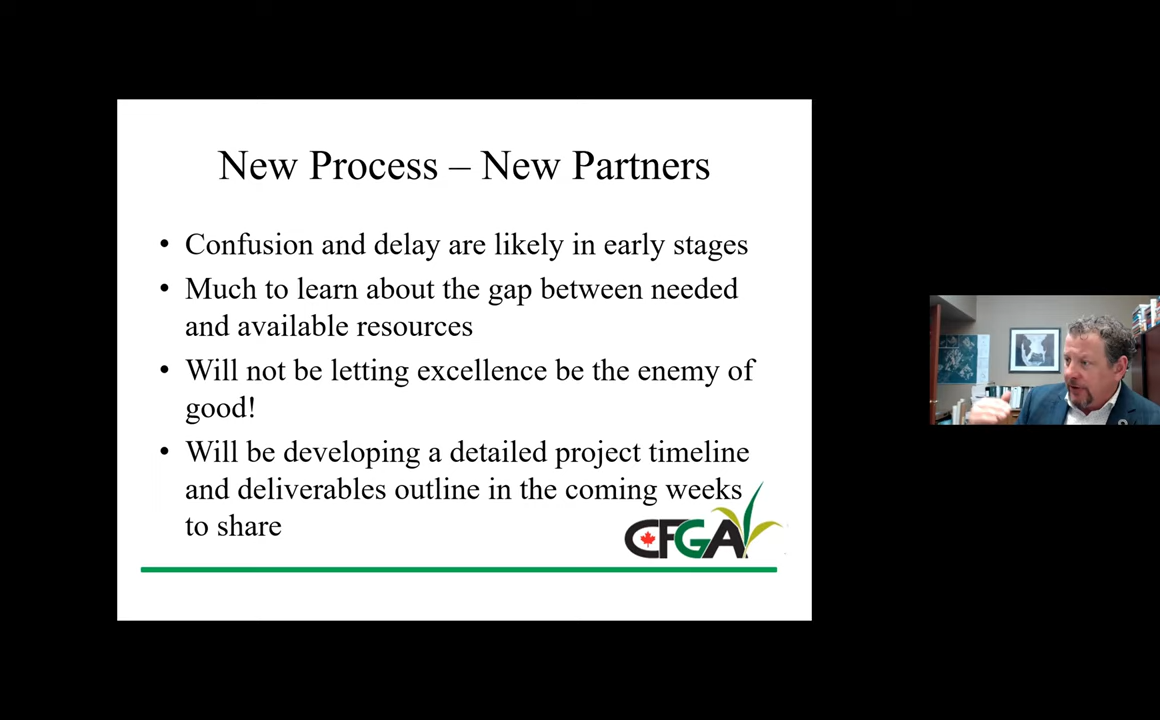 New Process – New Partners
• Confusion and delay are likely in early stages
• Much to learn about the gap between needed
and available resources
• Will not be letting excellence be the enemy of
good!
• Will be developing a detailed project timeline
and deliverables outline in the coming weeks
to share
CFGA